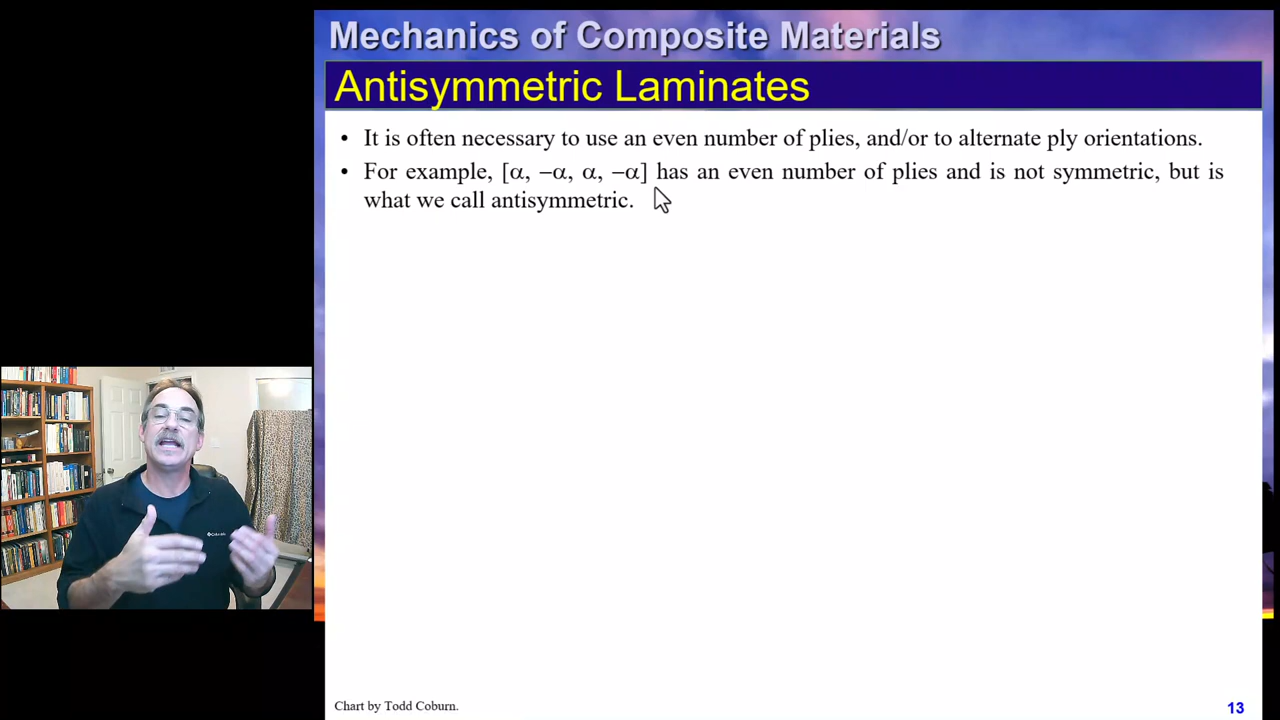 Mechanics of Composite Materials
Antisymmetric Laminates
• It is often necessary to use an even number of plies, and/or to alternate ply orientations.
• For example, [α, −α, α, −α] has an even number of plies and is not symmetric, but is
what we call antisymmetric.
Chart by Todd Coburn.
13